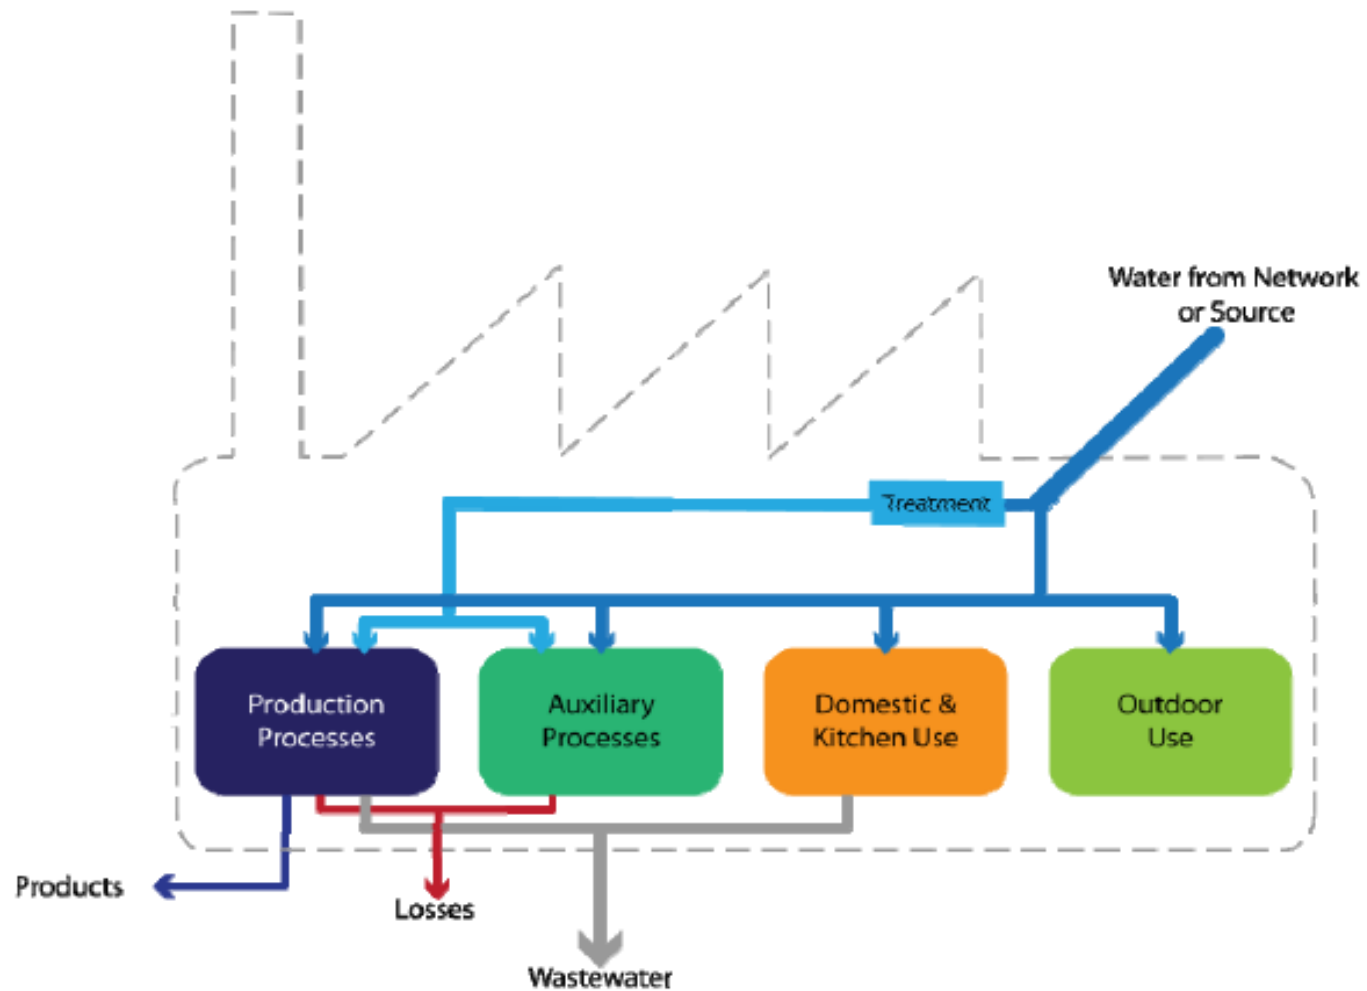 Water from Network
or Source
Treatment
Production
Processes
Auxiliary
Processes
Domestic &
Kitchen Use
Outdoor
Use
Products
Losses
Wastewater